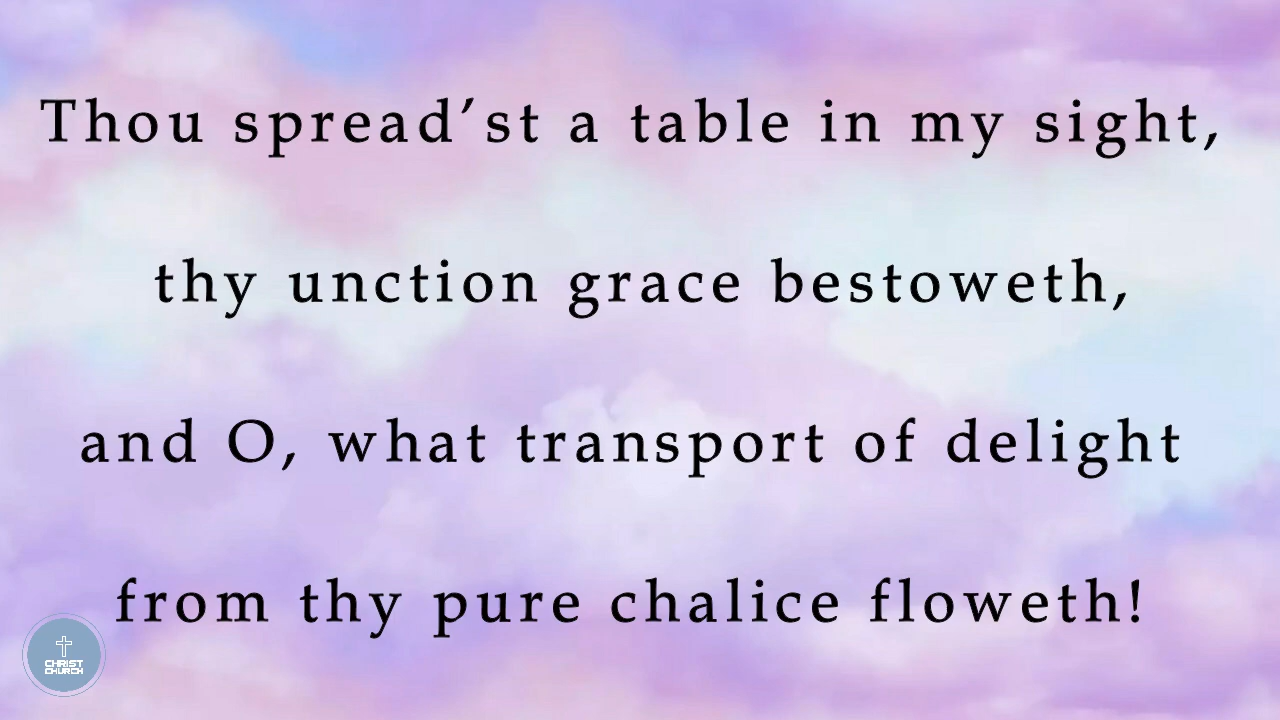 Thou spread’st a table in my sight,
thy unction grace bestoweth,
and O, what transport of delight
from thy pure chalice floweth!
CHRIST
CHURCH